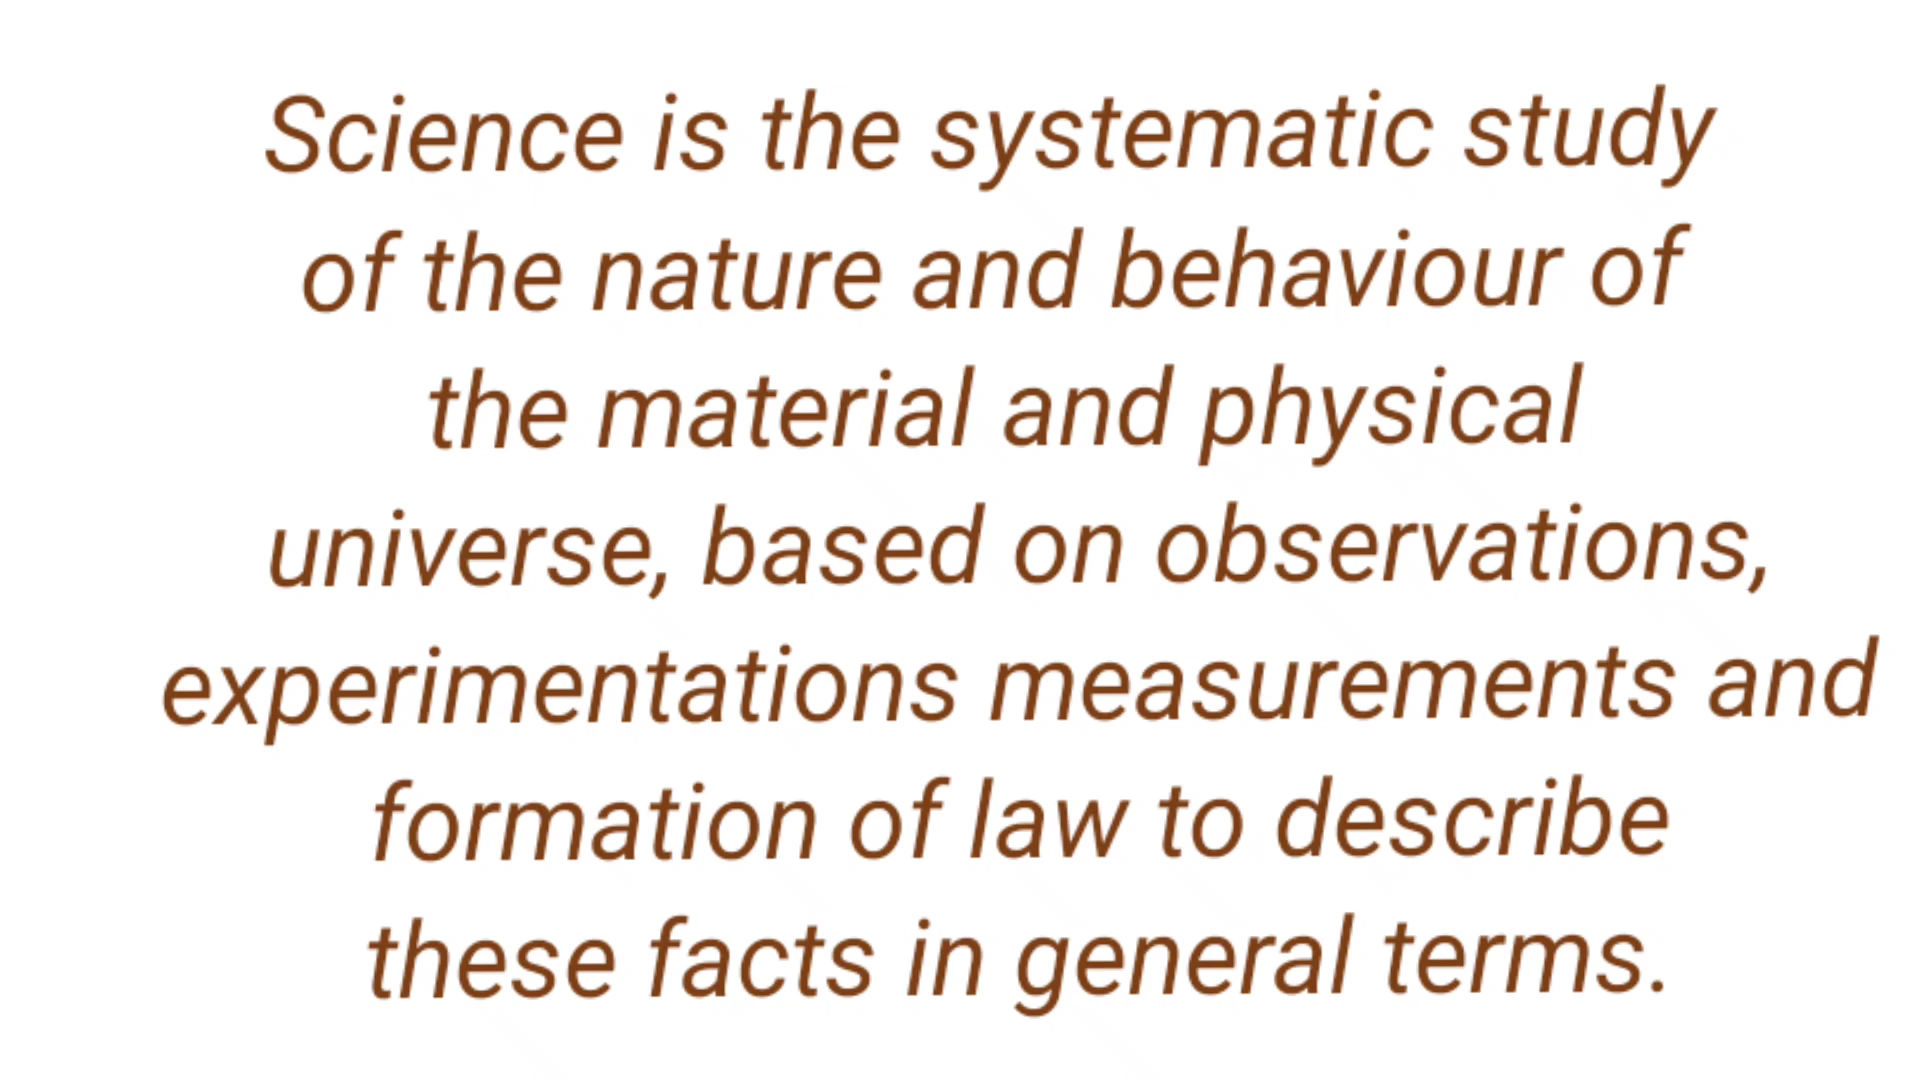 Science is the systematic study
of the nature and behaviour of
the material and physical
universe, based on observations,
experimentations measurements and
formation of law to describe
these facts in general terms.